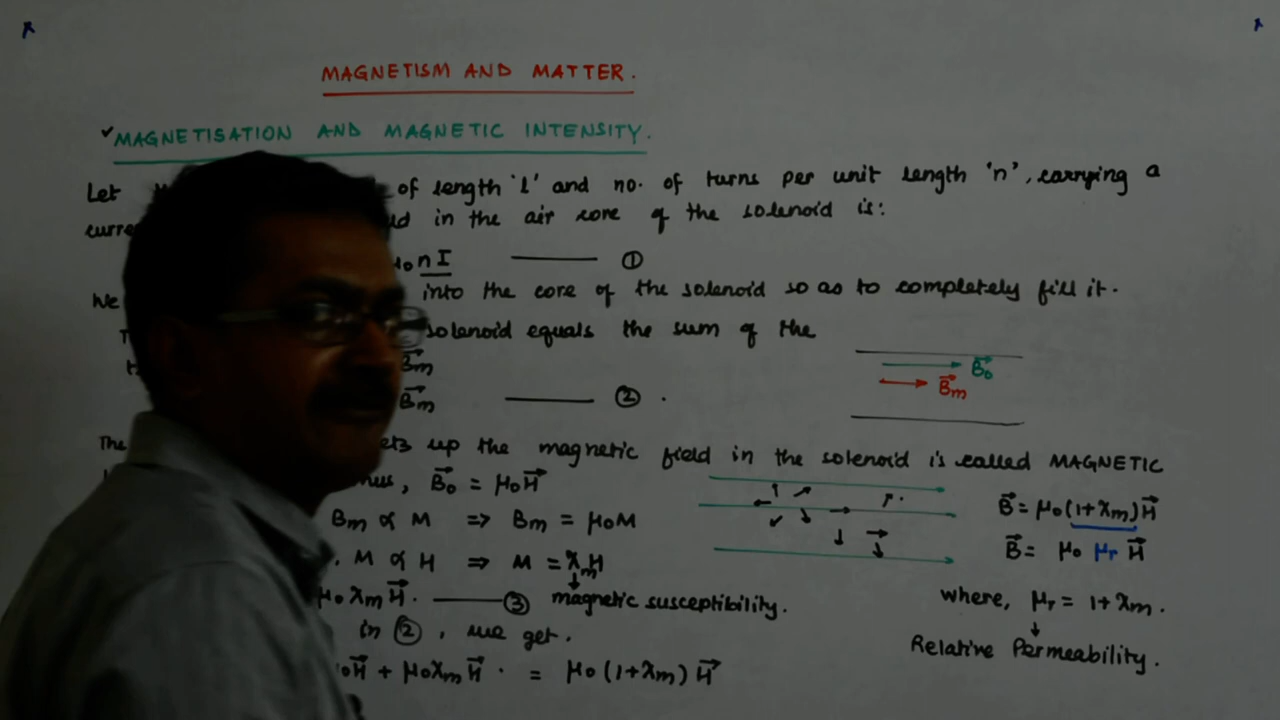 MAGNETISM AND MATTER.
✓MAGNETISATION AND MAGNETIC INTENSITY.
Let of length 'l' and no. of turns per unit length 'n', carrying a
in the air core of the solenoid is:
nI ——— ①
We into the core of the solenoid so as to completely fill it.
solenoid equals the sum of the
B⃗m
B⃗m ——— ② .
B⃗₀
B⃗m
The up the magnetic field in the solenoid is called MAGNETIC
, B⃗₀ = μ₀H⃗
Bm ∝ M ⇒ Bm = μ₀M
. M ∝ H ⇒ M = χmH
μ₀χmH⃗. ——— ③ magnetic susceptibility.
in ②, we get.
H⃗ + μ₀χmH⃗ . = μ₀(1+χm)H⃗
B⃗ = μ₀(1+χm)H⃗
B⃗ = μ₀ μr H⃗
where, μr = 1+χm.
Relative Permeability.